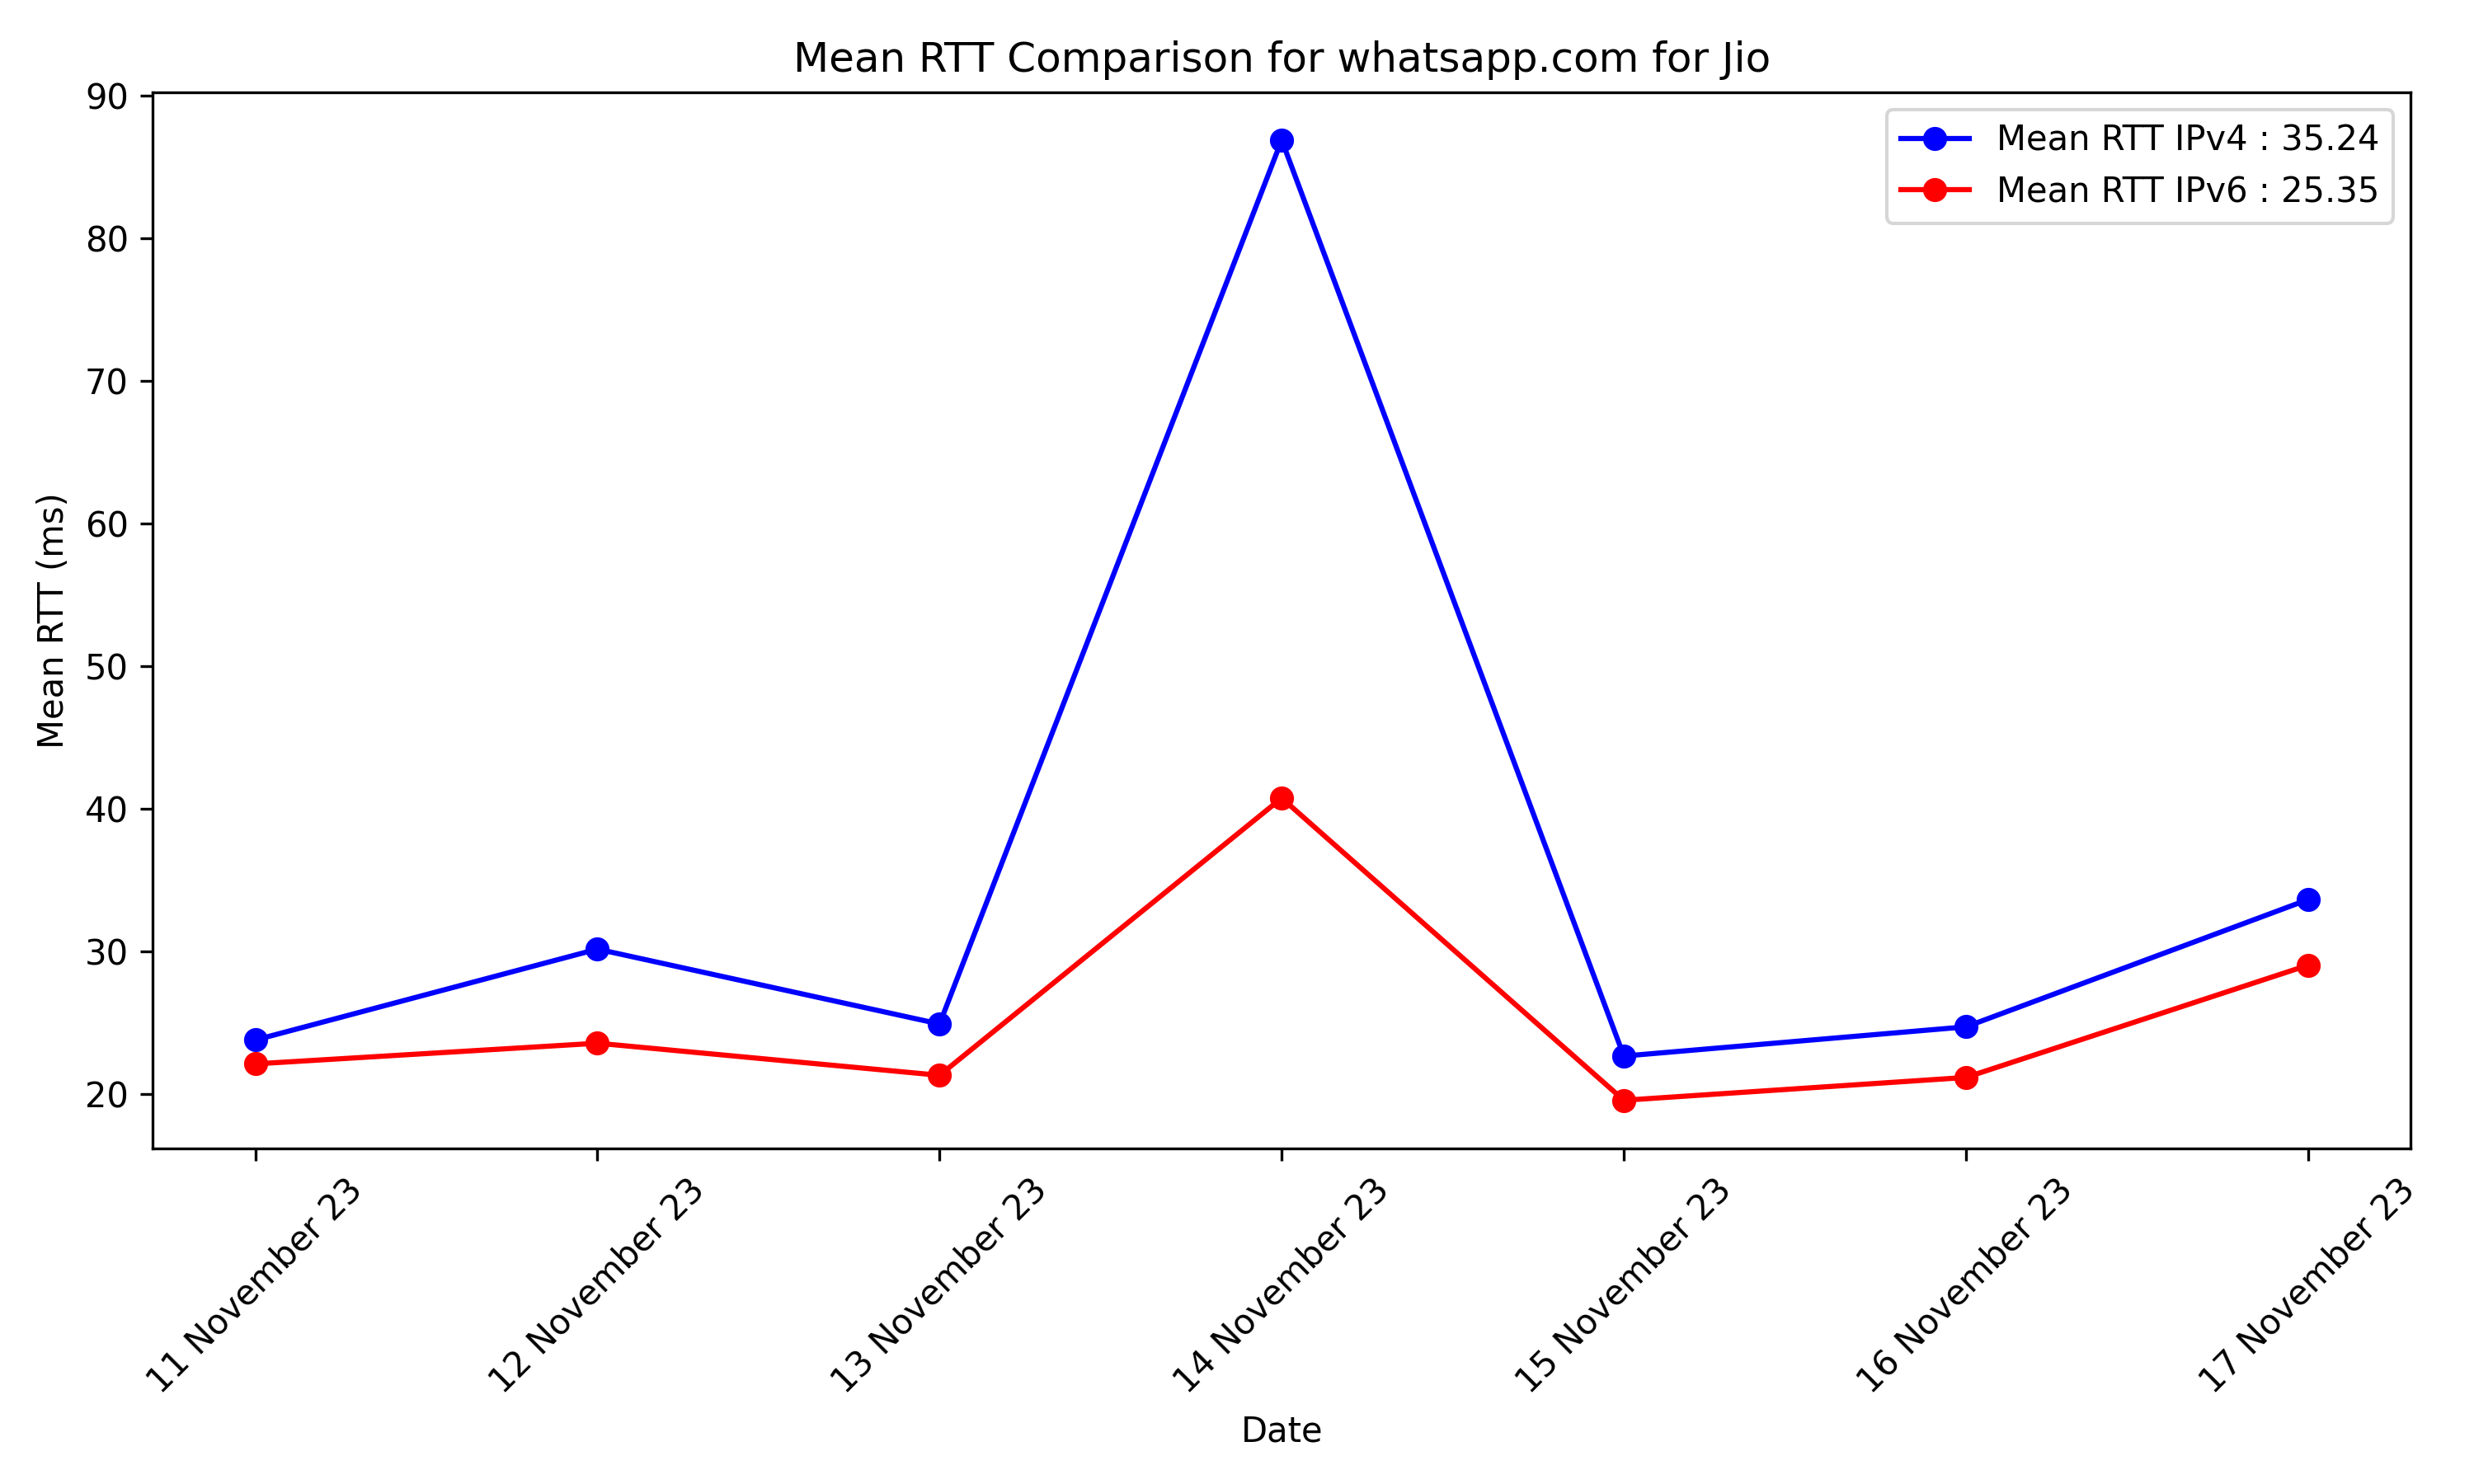 Mean RTT Comparison for whatsapp.com for Jio
Mean RTT IPv4 : 35.24
Mean RTT IPv6 : 25.35
Mean RTT (ms)
90
80
70
60
50
40
30
20
11 November 23
12 November 23
13 November 23
14 November 23
15 November 23
16 November 23
17 November 23
Date